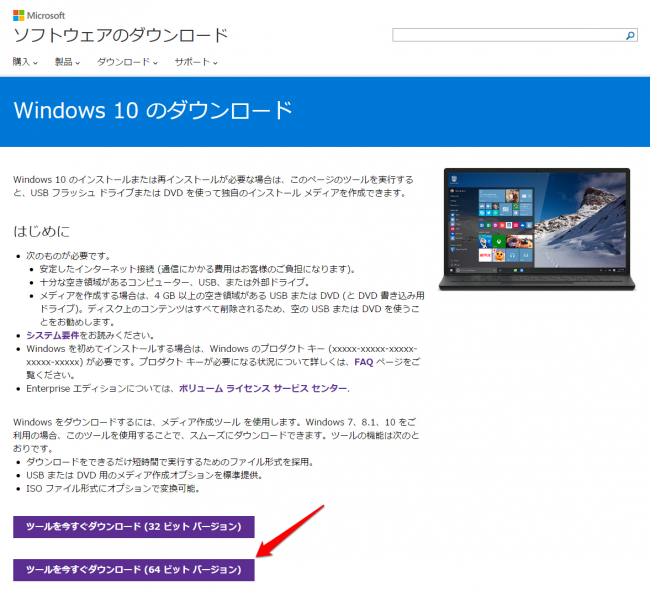 Microsoft
ソフトウェアのダウンロード
購入 製品 ダウンロード サポート
Windows 10 のダウンロード
Windows 10 のインストールまたは再インストールが必要な場合は、このページのツールを実行する
と、USB フラッシュ ドライブまたは DVD を使って独自のインストール メディアを作成できます。
はじめに
• 次のものが必要です。
• 安定したインターネット接続 (通信にかかる費用はお客様のご負担になります)。
• 十分な空き領域があるコンピューター、USB、または外部ドライブ。
• メディアを作成する場合は、4 GB 以上の空き領域がある USB または DVD (と DVD 書き込み用
ドライブ)。ディスク上のコンテンツはすべて削除されるため、空の USB または DVD を使うこ
とをお勧めします。
• システム要件をお読みください。
• Windows を初めてインストールする場合は、Windows のプロダクト キー (xxxxx-xxxxx-xxxxx-
xxxxx-xxxxx) が必要です。プロダクト キーが必要になる状況について詳しくは、FAQ ページをご
覧ください。
• Enterprise エディションについては、ボリューム ライセンス サービス センター.
Windows をダウンロードするには、メディア作成ツール を使用します。Windows 7、8.1、10 をご
利用の場合、このツールを使用することで、スムーズにダウンロードできます。ツールの機能は次のと
おりです。
• ダウンロードをできるだけ短時間で実行するためのファイル形式を採用。
• USB または DVD 用のメディア作成オプションを標準提供。
• ISO ファイル形式にオプションで変換可能。
ツールを今すぐダウンロード (32 ビット バージョン)
ツールを今すぐダウンロード (64 ビット バージョン)